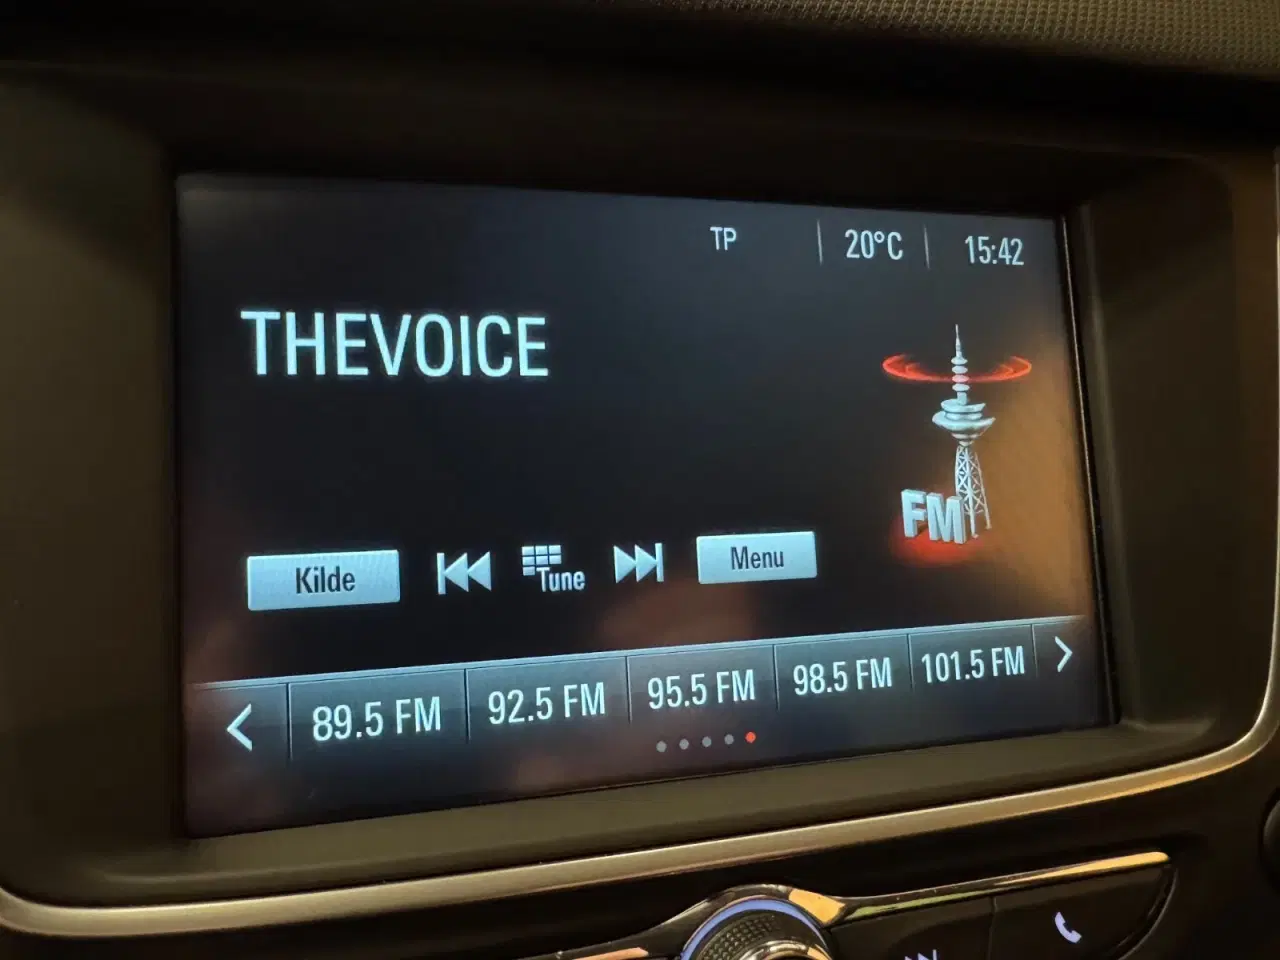 TP 20°C 15:42
THEVOICE
FM
Kilde Tune Menu
89.5 FM 92.5 FM 95.5 FM 98.5 FM 101.5 FM